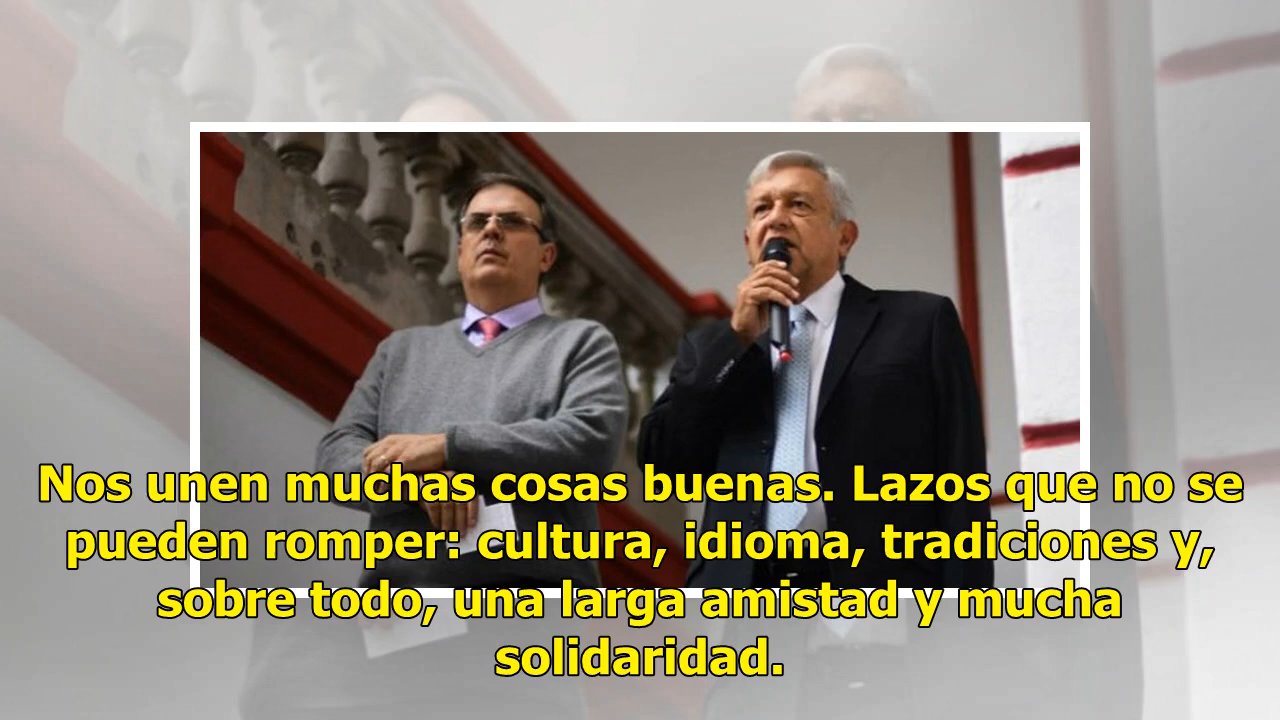 Nos unen muchas cosas buenas. Lazos que no se
pueden romper: cultura, idioma, tradiciones y,
sobre todo, una larga amistad y mucha
solidaridad.